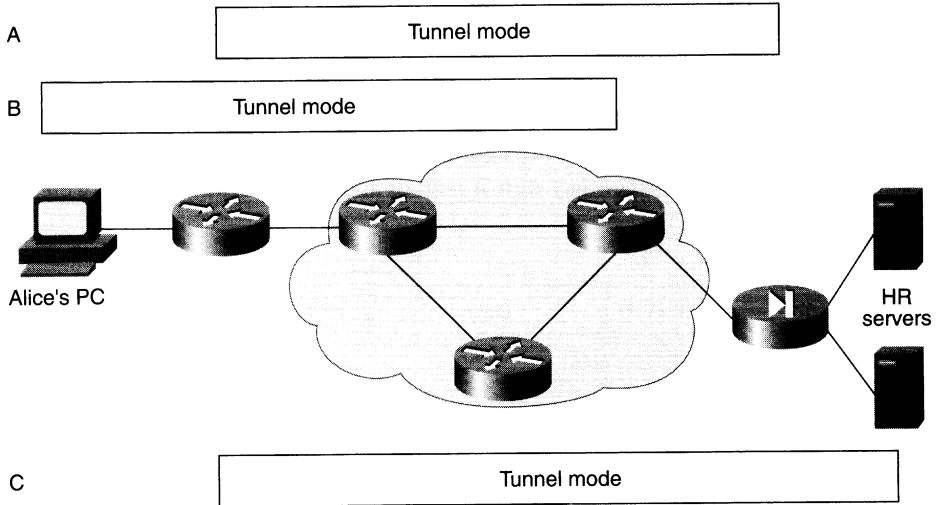 A
Tunnel mode
B
Tunnel mode
Alice's PC
HR
servers
C
Tunnel mode